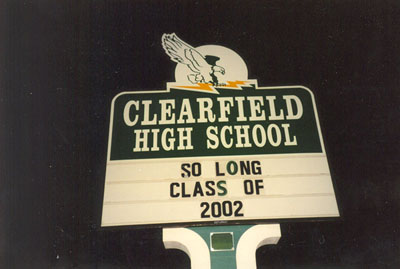 CLEARFIELD
HIGH SCHOOL
SO LONG
CLASS OF
2002